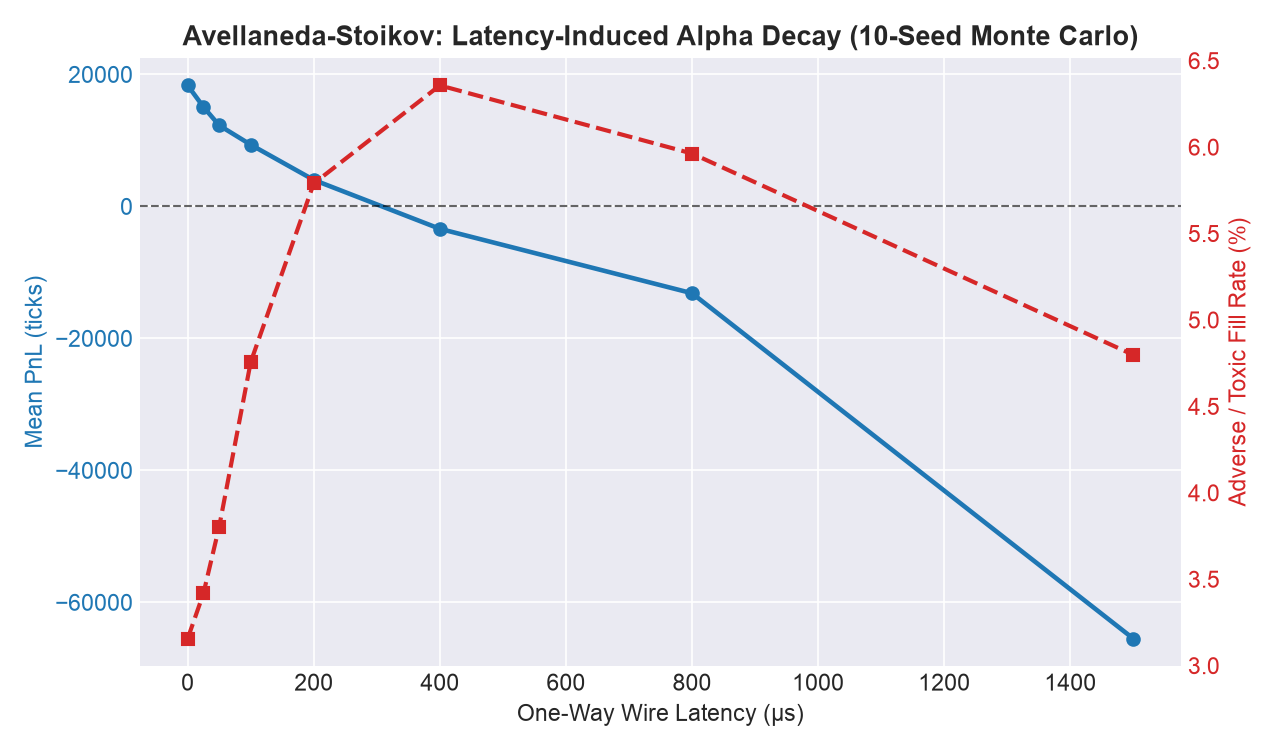 Avellaneda-Stoikov: Latency-Induced Alpha Decay (10-Seed Monte Carlo)
Mean PnL (ticks)
20000
0
−20000
−40000
−60000
0 200 400 600 800 1000 1200 1400
One-Way Wire Latency (µs)
6.5
6.0
5.5
5.0
4.5
4.0
3.5
3.0
Adverse / Toxic Fill Rate (%)